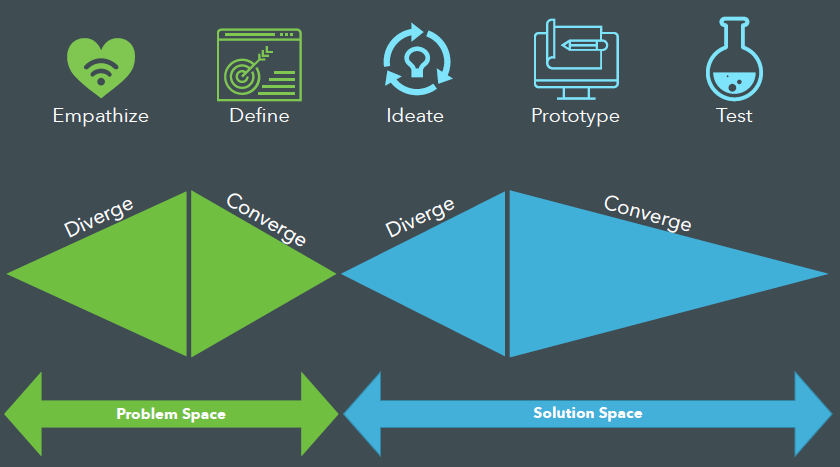 Empathize
Define
Ideate
Prototype
Test
Diverge
Converge
Diverge
Converge
Problem Space
Solution Space